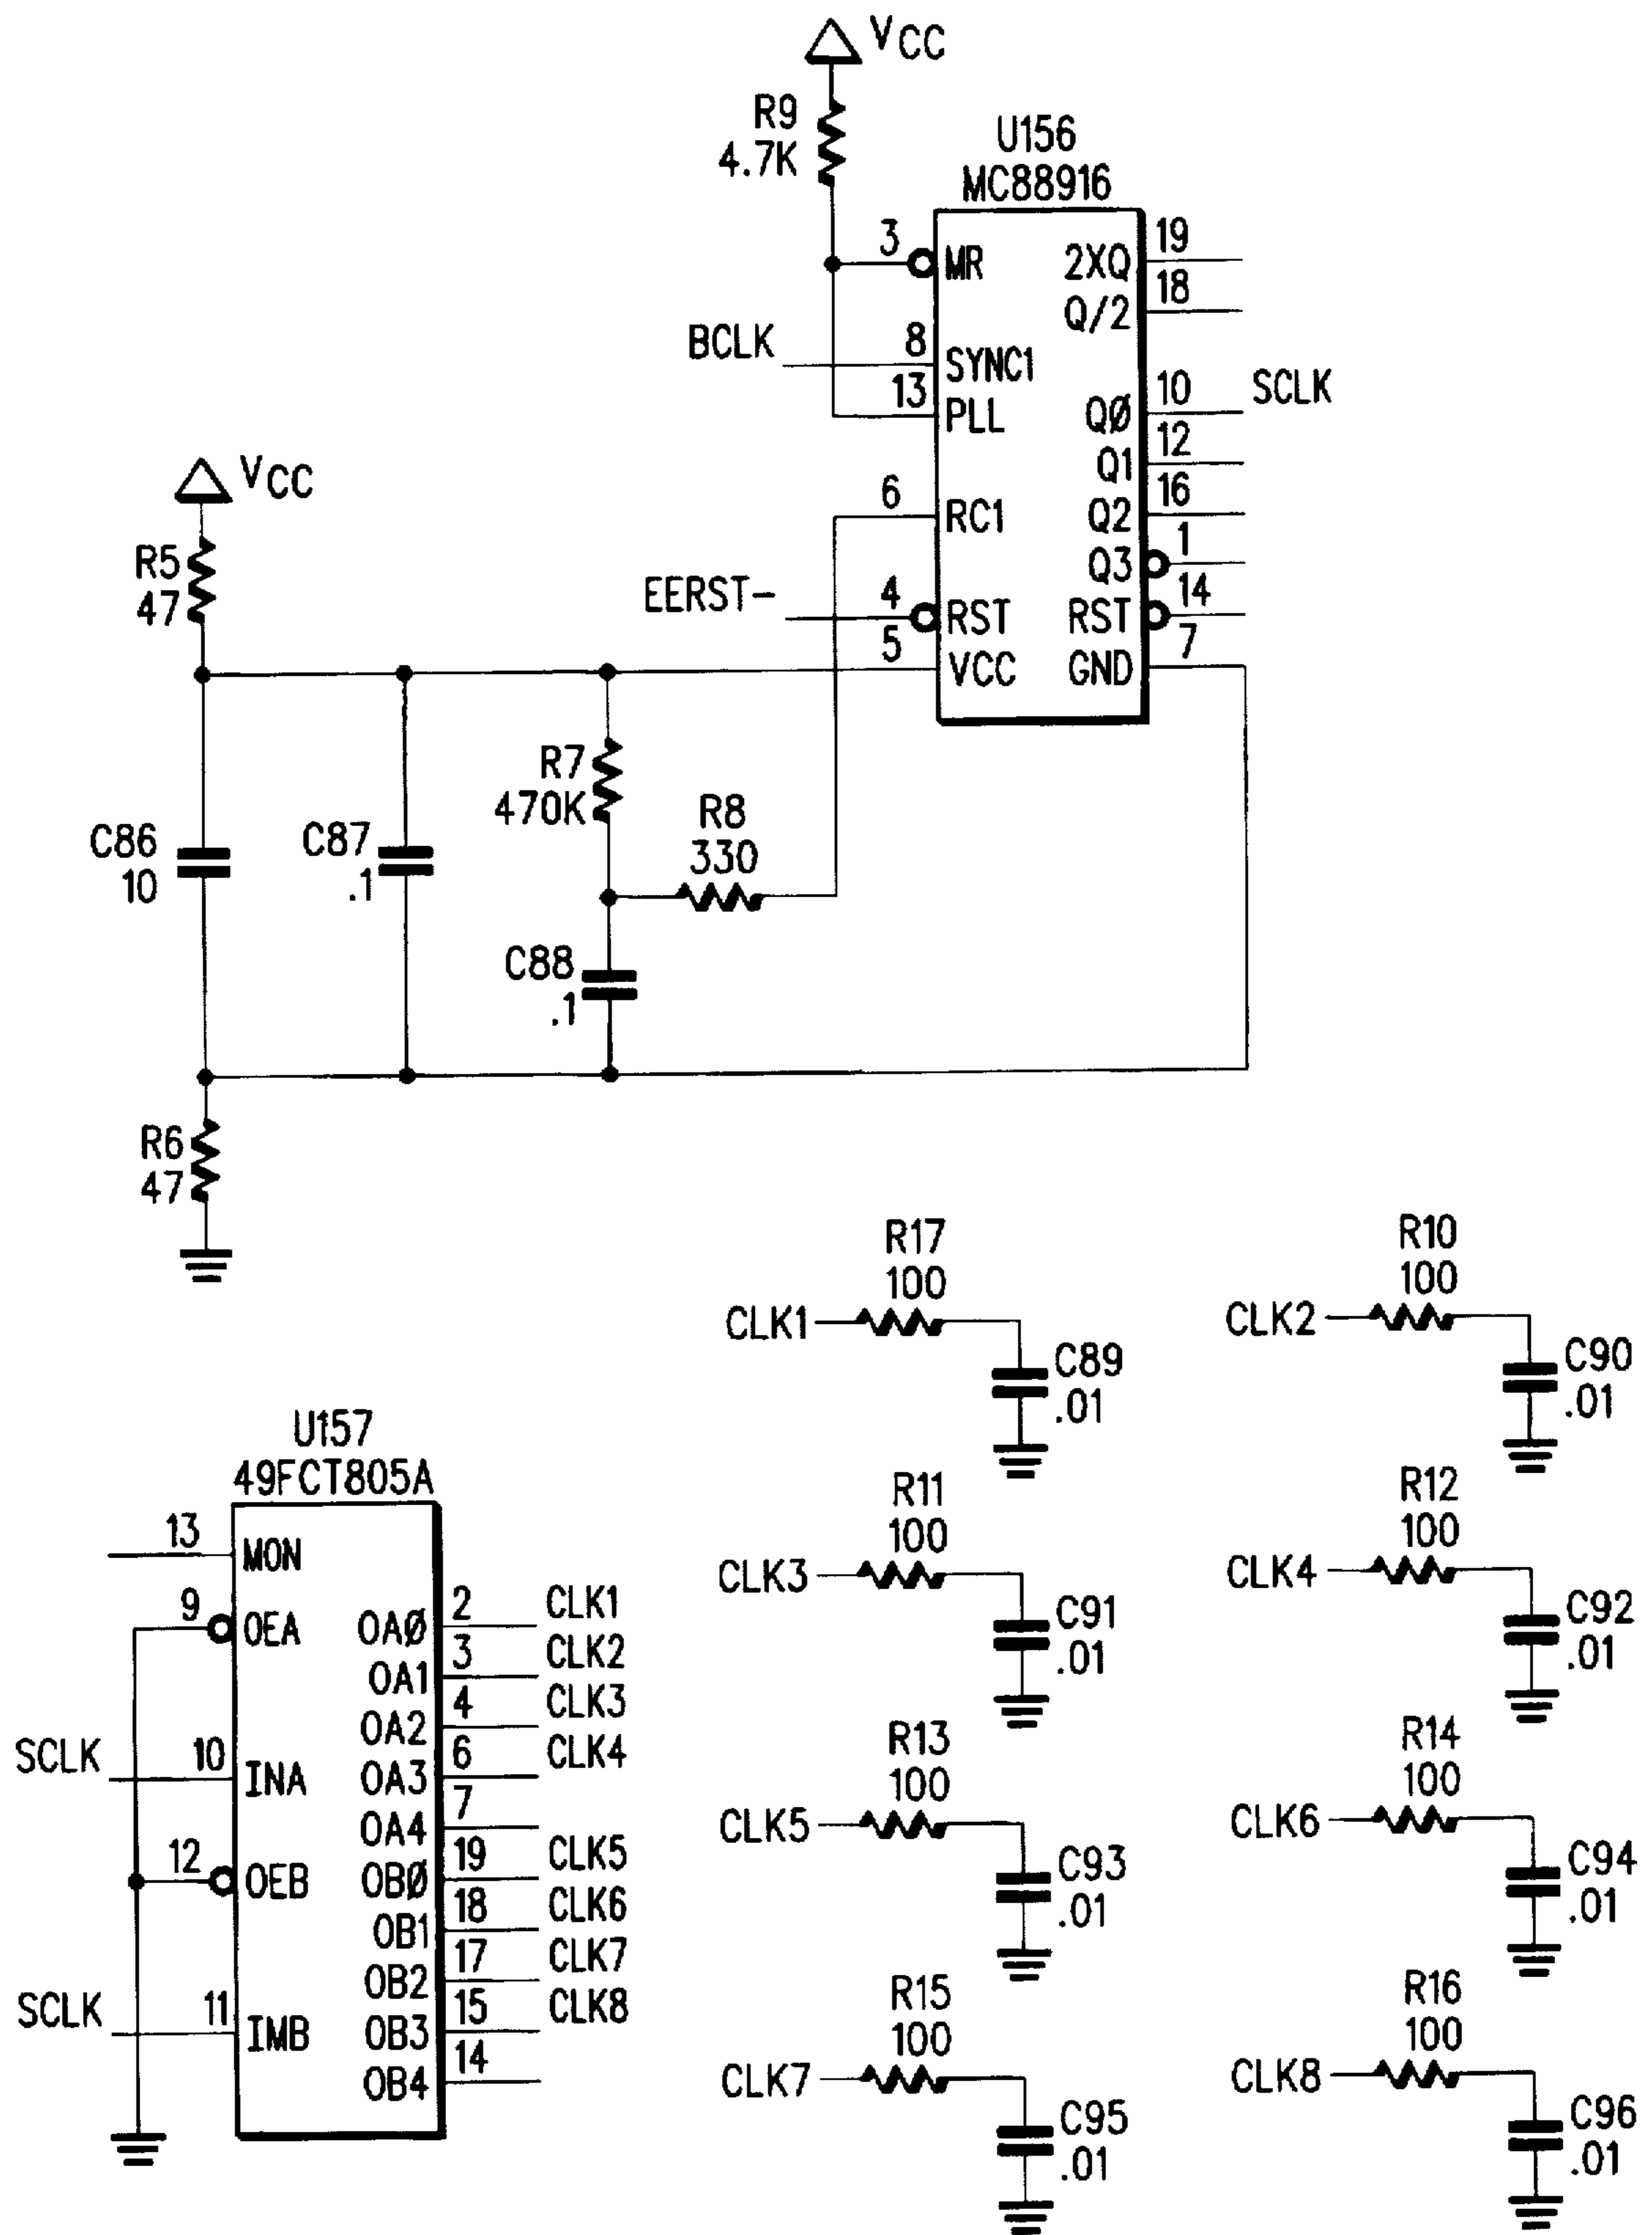 VCC
R9
4.7K
U156
MC88916
3
MR
2XQ
19
Q/2
18
BCLK
8
SYNC1
13
PLL
QØ
10
SCLK
Q1
12
Q2
16
6
RC1
Q3
1
EERST-
4
RST
RST
14
5
VCC
GND
7
VCC
R5
47
R7
470K
R8
330
C86
10
C87
.1
C88
.1
R6
47
R17
100
CLK1
C89
.01
R10
100
CLK2
C90
.01
U157
49FCT805A
13
MON
9
OEA
OAØ
2
CLK1
OA1
3
CLK2
OA2
4
CLK3
SCLK
10
INA
OA3
6
CLK4
OA4
7
12
OEB
OBØ
19
CLK5
OB1
18
CLK6
OB2
17
CLK7
SCLK
11
IMB
OB3
15
CLK8
OB4
14
R11
100
CLK3
C91
.01
R12
100
CLK4
C92
.01
R13
100
CLK5
C93
.01
R14
100
CLK6
C94
.01
R15
100
CLK7
C95
.01
R16
100
CLK8
C96
.01